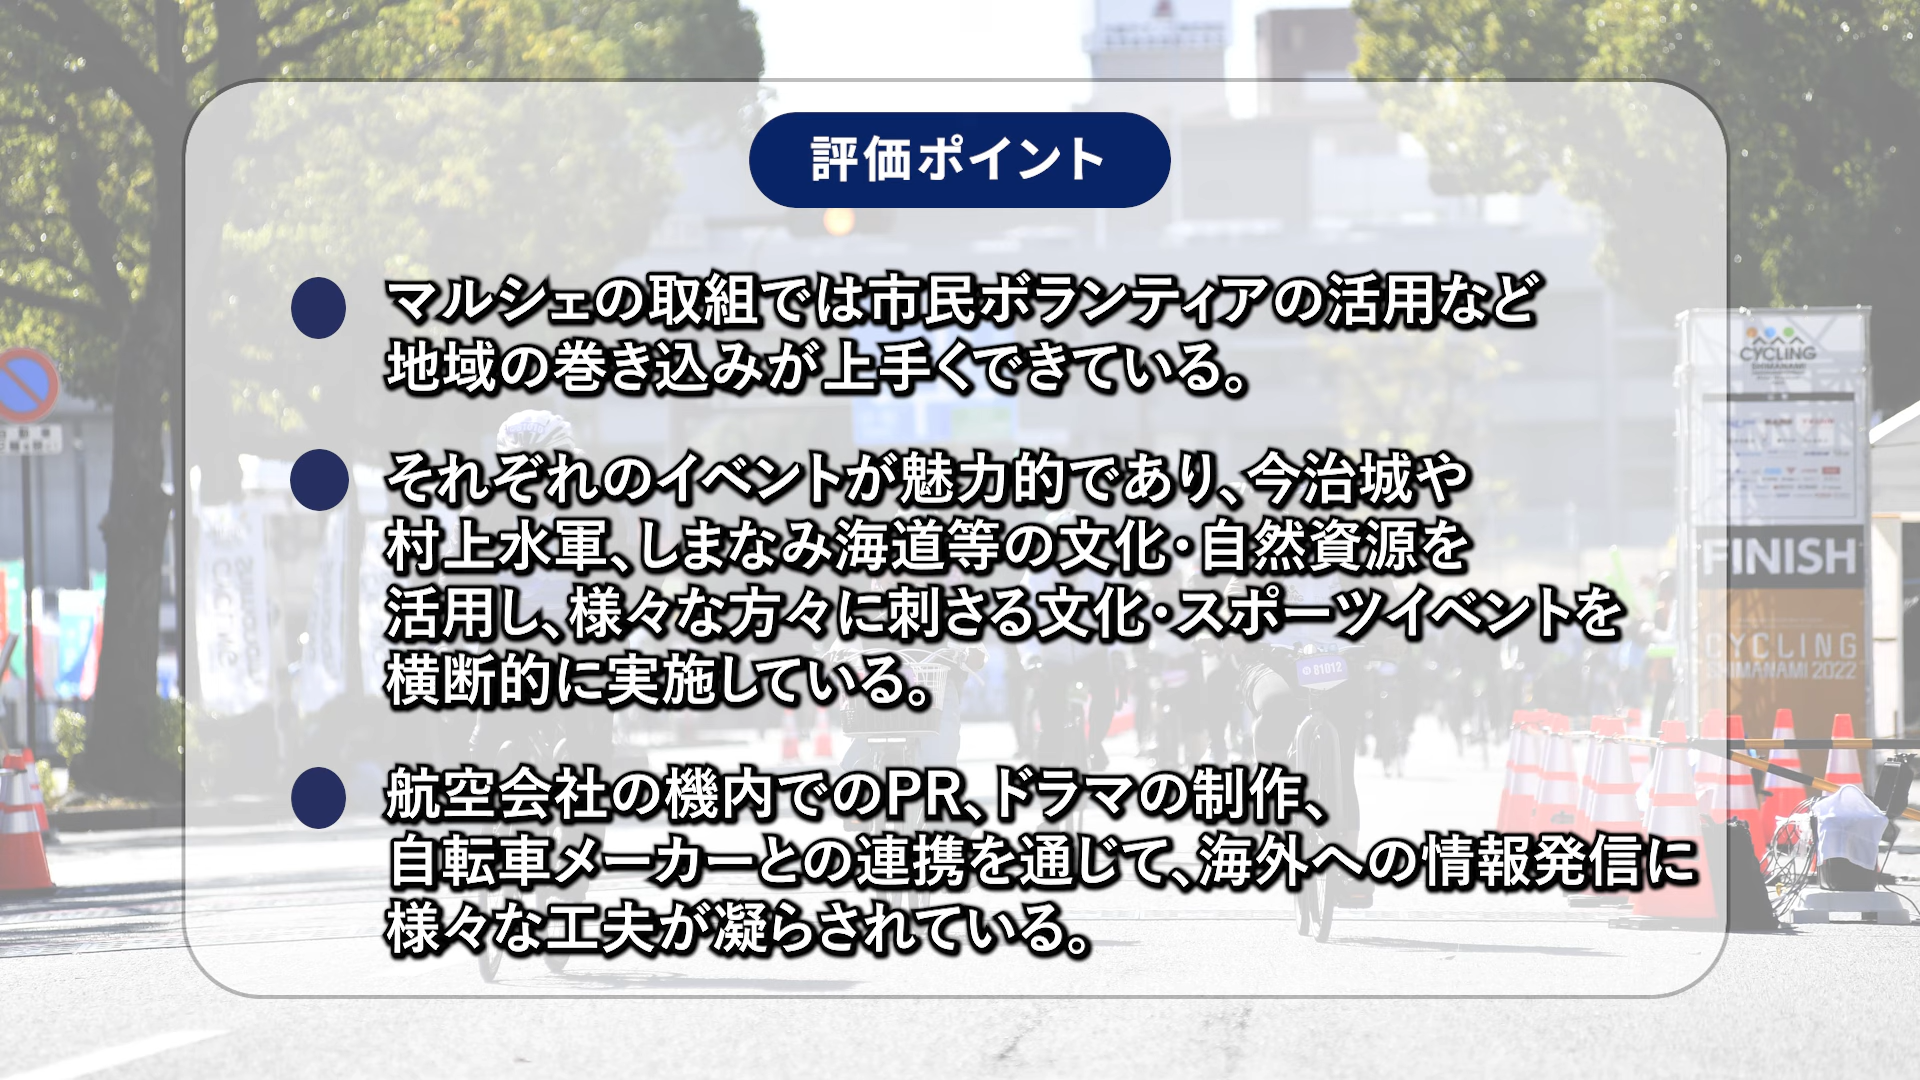 評価ポイント
マルシェの取組では市民ボランティアの活用など
地域の巻き込みが上手くできている。
それぞれのイベントが魅力的であり、今治城や
村上水軍、しまなみ海道等の文化・自然資源を
活用し、様々な方々に刺さる文化・スポーツイベントを
横断的に実施している。
航空会社の機内でのPR、ドラマの制作、
自転車メーカーとの連携を通じて、海外への情報発信に
様々な工夫が凝らされている。
CYCLING
SHIMANAMI
FINISH
CYCLING
SHIMANAMI 2022
81012